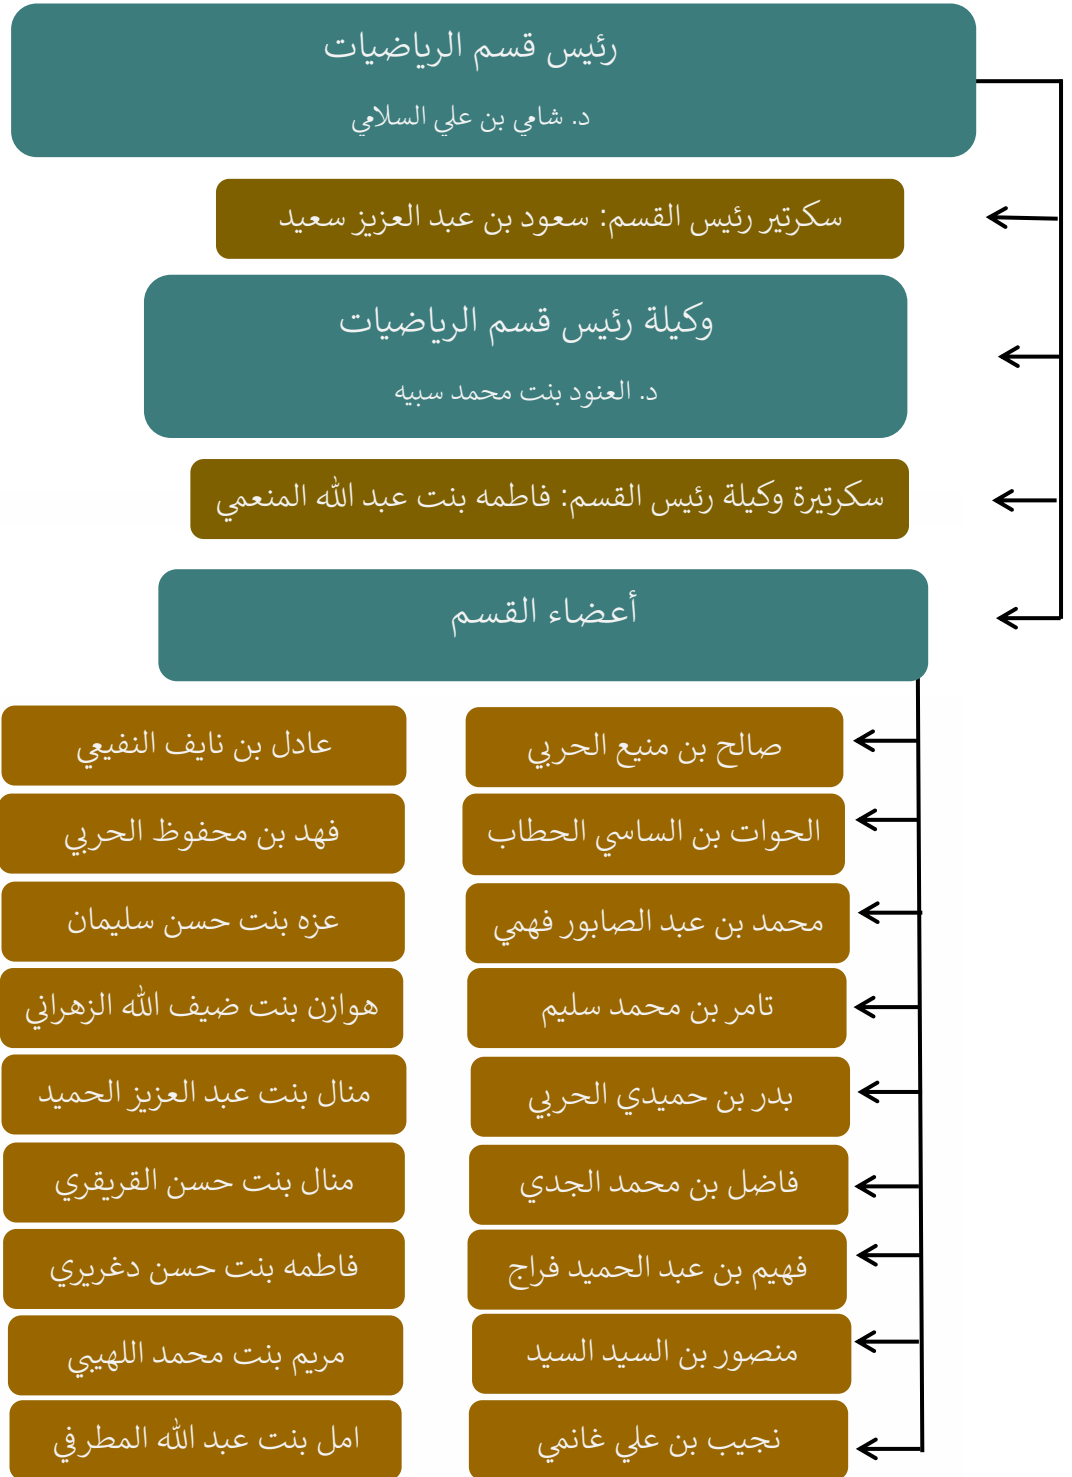 رئيس قسم الرياضيات
د. شامي بن علي السلامي
سكرتير رئيس القسم: سعود بن عبد العزيز سعيد
وكيلة رئيس قسم الرياضيات
د. العنود بنت محمد سبيه
سكرتيرة وكيلة رئيس القسم: فاطمه بنت عبد الله المنعمي
أعضاء القسم
صالح بن منيع الحربي
عادل بن نايف النفيعي
الحوات بن الساسي الحطاب
فهد بن محفوظ الحربي
محمد بن عبد الصابور فهمي
عزه بنت حسن سليمان
تامر بن محمد سليم
هوازن بنت ضيف الله الزهراني
بدر بن حميدي الحربي
منال بنت عبد العزيز الحميد
فاضل بن محمد الجدي
منال بنت حسن القريقري
فهيم بن عبد الحميد فراج
فاطمه بنت حسن دغريري
منصور بن السيد السيد
مريم بنت محمد اللهيبي
نجيب بن علي غانمي
امل بنت عبد الله المطرفي